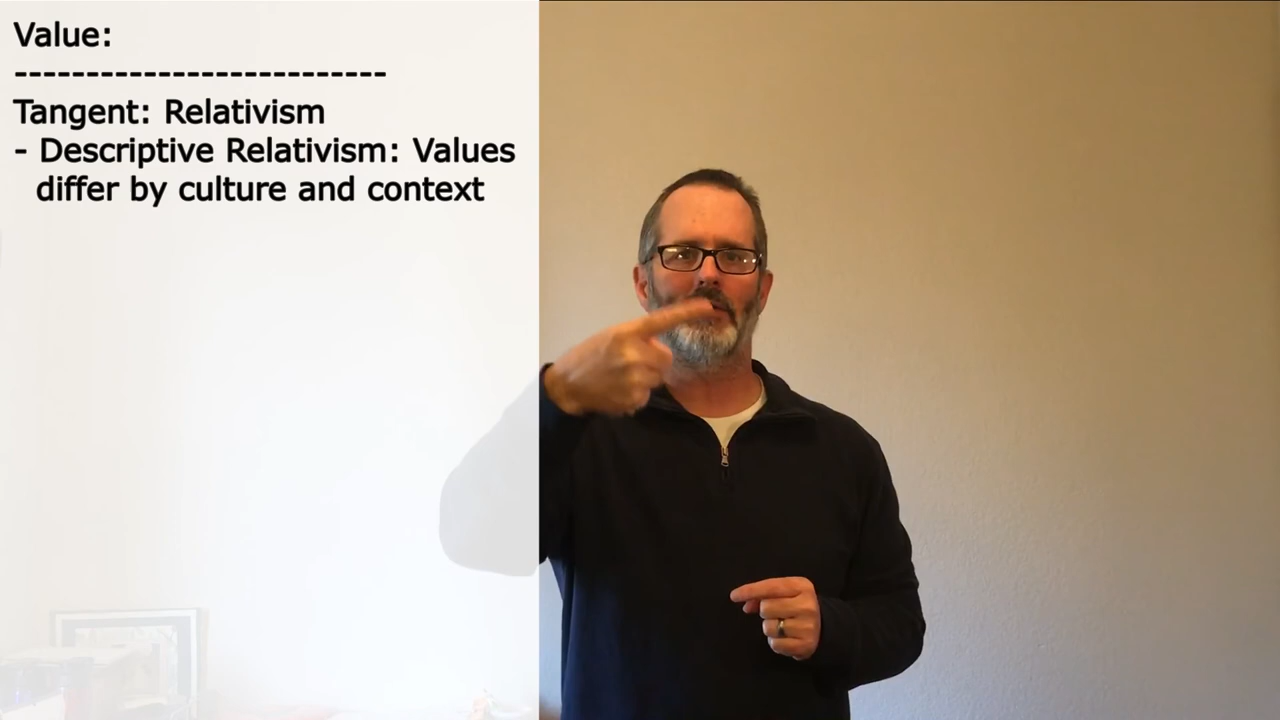 Value:
--------------------------
Tangent: Relativism
- Descriptive Relativism: Values
differ by culture and context